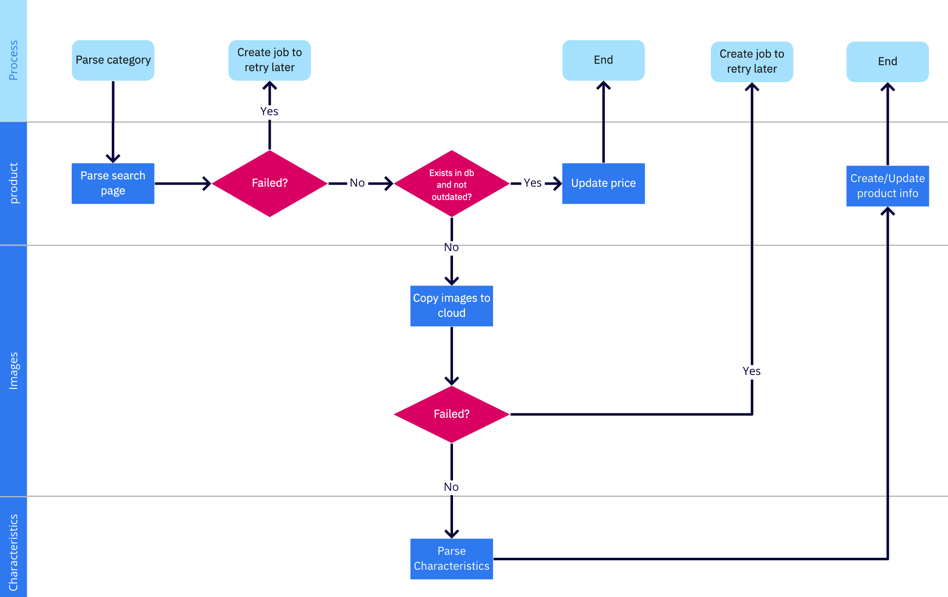 Process
Parse category
Create job to
retry later
End
Create job to
retry later
End
Yes
product
Parse search
page
Failed?
No
Exists in db
and not
outdated?
Yes
Update price
Create/Update
product info
No
Images
Copy images to
cloud
Yes
Failed?
No
Characteristics
Parse
Characteristics